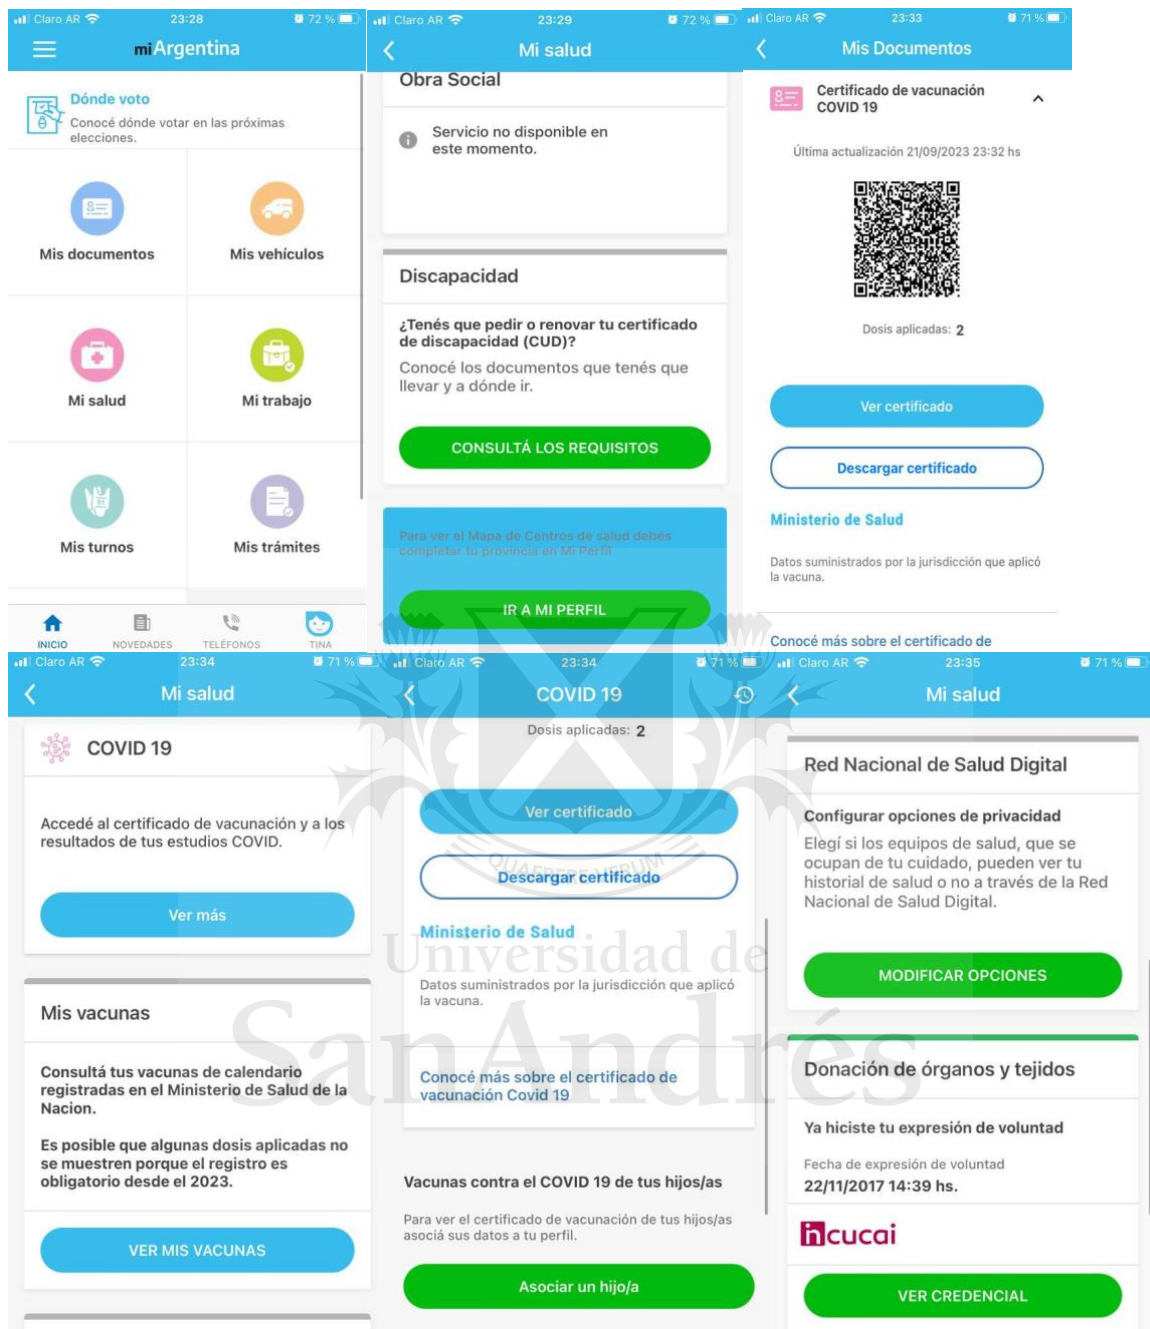 Claro AR 23:28 72 %
miArgentina
Dónde voto
Conocé dónde votar en las próximas
elecciones.
Mis documentos
Mis vehículos
Mi salud
Mi trabajo
Mis turnos
Mis trámites
INICIO
NOVEDADES
TELÉFONOS
TINA
Claro AR 23:29 72 %
Mi salud
Obra Social
Servicio no disponible en
este momento.
Discapacidad
¿Tenés que pedir o renovar tu certificado
de discapacidad (CUD)?
Conocé los documentos que tenés que
llevar y a dónde ir.
CONSULTÁ LOS REQUISITOS
Para ver el Mapa de Centros de salud debés
completar tu provincia en Mi Perfil
IR A MI PERFIL
Claro AR 23:33 71 %
Mis Documentos
Certificado de vacunación
COVID 19
Última actualización 21/09/2023 23:32 hs
Dosis aplicadas: 2
Ver certificado
Descargar certificado
Ministerio de Salud
Datos suministrados por la jurisdicción que aplicó
la vacuna.
Conocé más sobre el certificado de
Claro AR 23:34 71 %
Mi salud
COVID 19
Accedé al certificado de vacunación y a los
resultados de tus estudios COVID.
Ver más
Mis vacunas
Consultá tus vacunas de calendario
registradas en el Ministerio de Salud de la
Nacion.
Es posible que algunas dosis aplicadas no
se muestren porque el registro es
obligatorio desde el 2023.
VER MIS VACUNAS
Claro AR 23:34 71 %
COVID 19
Dosis aplicadas: 2
Ver certificado
Descargar certificado
Ministerio de Salud
Datos suministrados por la jurisdicción que aplicó
la vacuna.
Conocé más sobre el certificado de
vacunación Covid 19
Vacunas contra el COVID 19 de tus hijos/as
Para ver el certificado de vacunación de tus hijos/as
asociá sus datos a tu perfil.
Asociar un hijo/a
Claro AR 23:35 71 %
Mi salud
Red Nacional de Salud Digital
Configurar opciones de privacidad
Elegí si los equipos de salud, que se
ocupan de tu cuidado, pueden ver tu
historial de salud o no a través de la Red
Nacional de Salud Digital.
MODIFICAR OPCIONES
Donación de órganos y tejidos
Ya hiciste tu expresión de voluntad
Fecha de expresión de voluntad
22/11/2017 14:39 hs.
incucai
VER CREDENCIAL
QUAERERE VERUM
Universidad de
SanAndrés